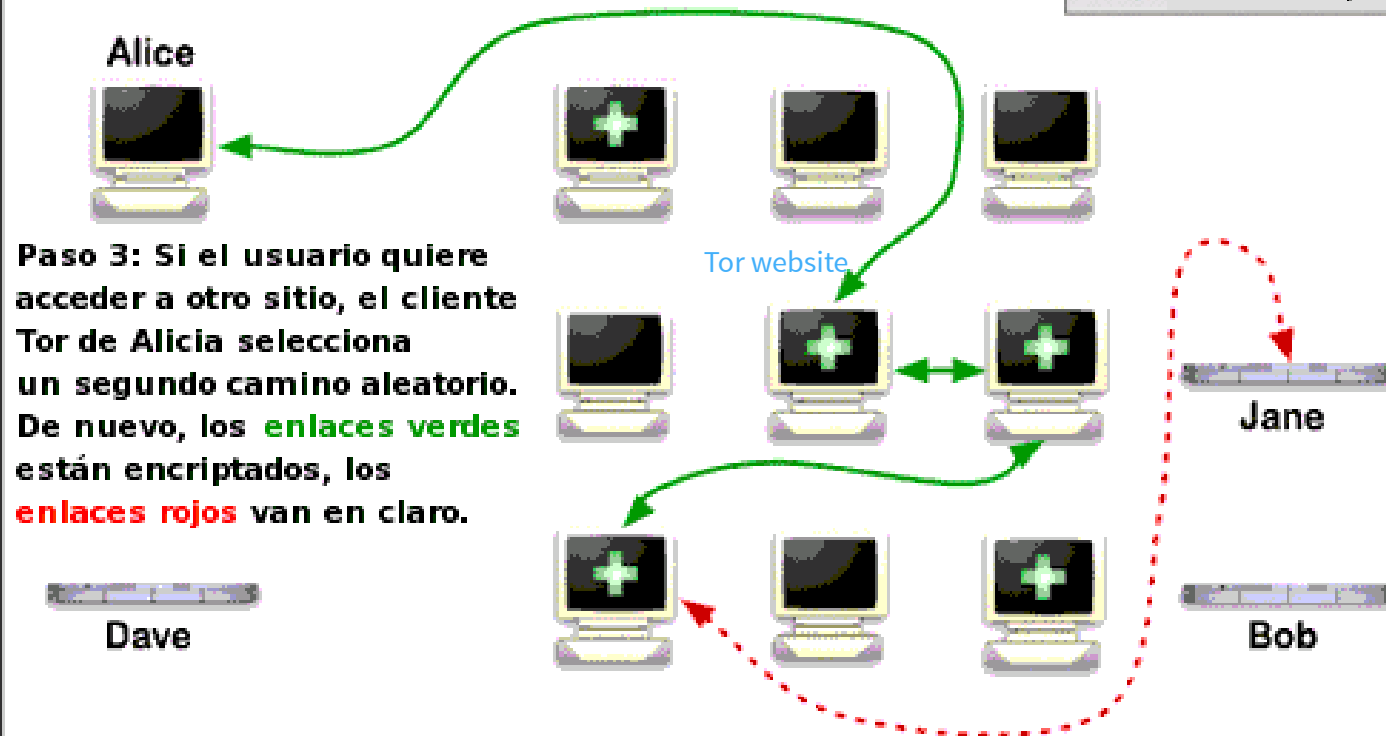 Alice
Tor website
Paso 3: Si el usuario quiere
acceder a otro sitio, el cliente
Tor de Alicia selecciona
un segundo camino aleatorio.
De nuevo, los enlaces verdes
están encriptados, los
enlaces rojos van en claro.
Jane
Dave
Bob